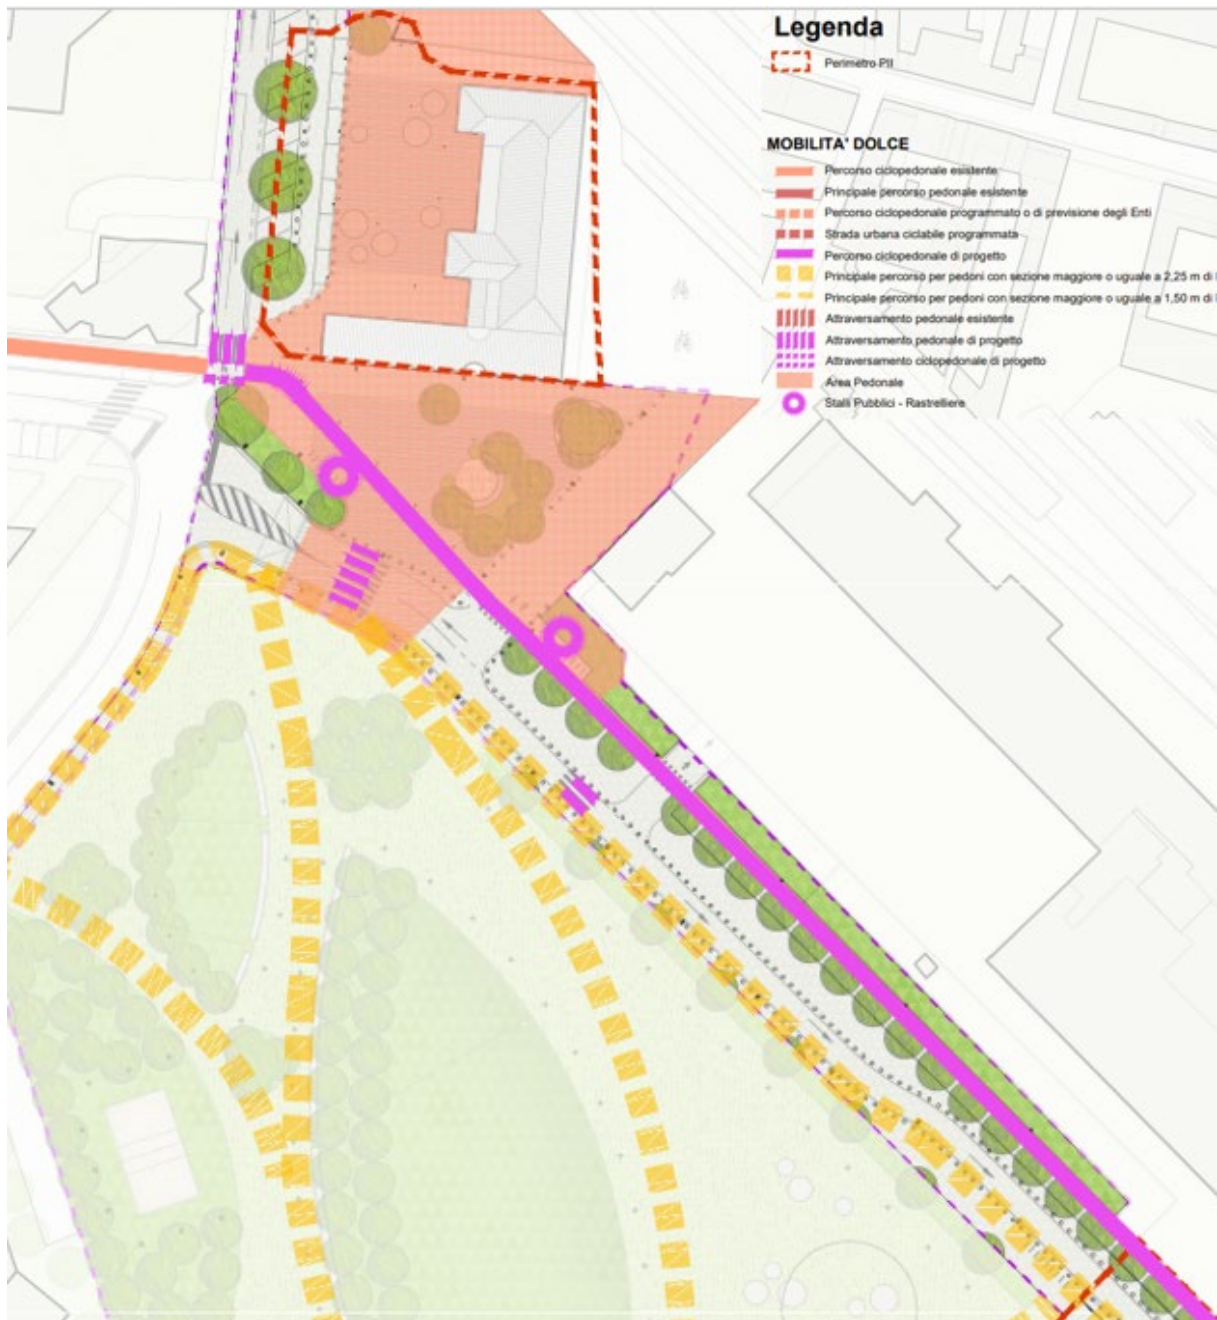 Legenda
Perimetro PII
MOBILITA' DOLCE
Percorso ciclopedonale esistente
Principale percorso pedonale esistente
Percorso ciclopedonale programmato o di previsione degli Enti
Strada urbana ciclabile programmata
Percorso ciclopedonale di progetto
Principale percorso per pedoni con sezione maggiore o uguale a 2,25 m di
Principale percorso per pedoni con sezione maggiore o uguale a 1,50 m di
Attraversamento pedonale esistente
Attraversamento pedonale di progetto
Attraversamento ciclopedonale di progetto
Area Pedonale
Stalli Pubblici - Rastrelliere